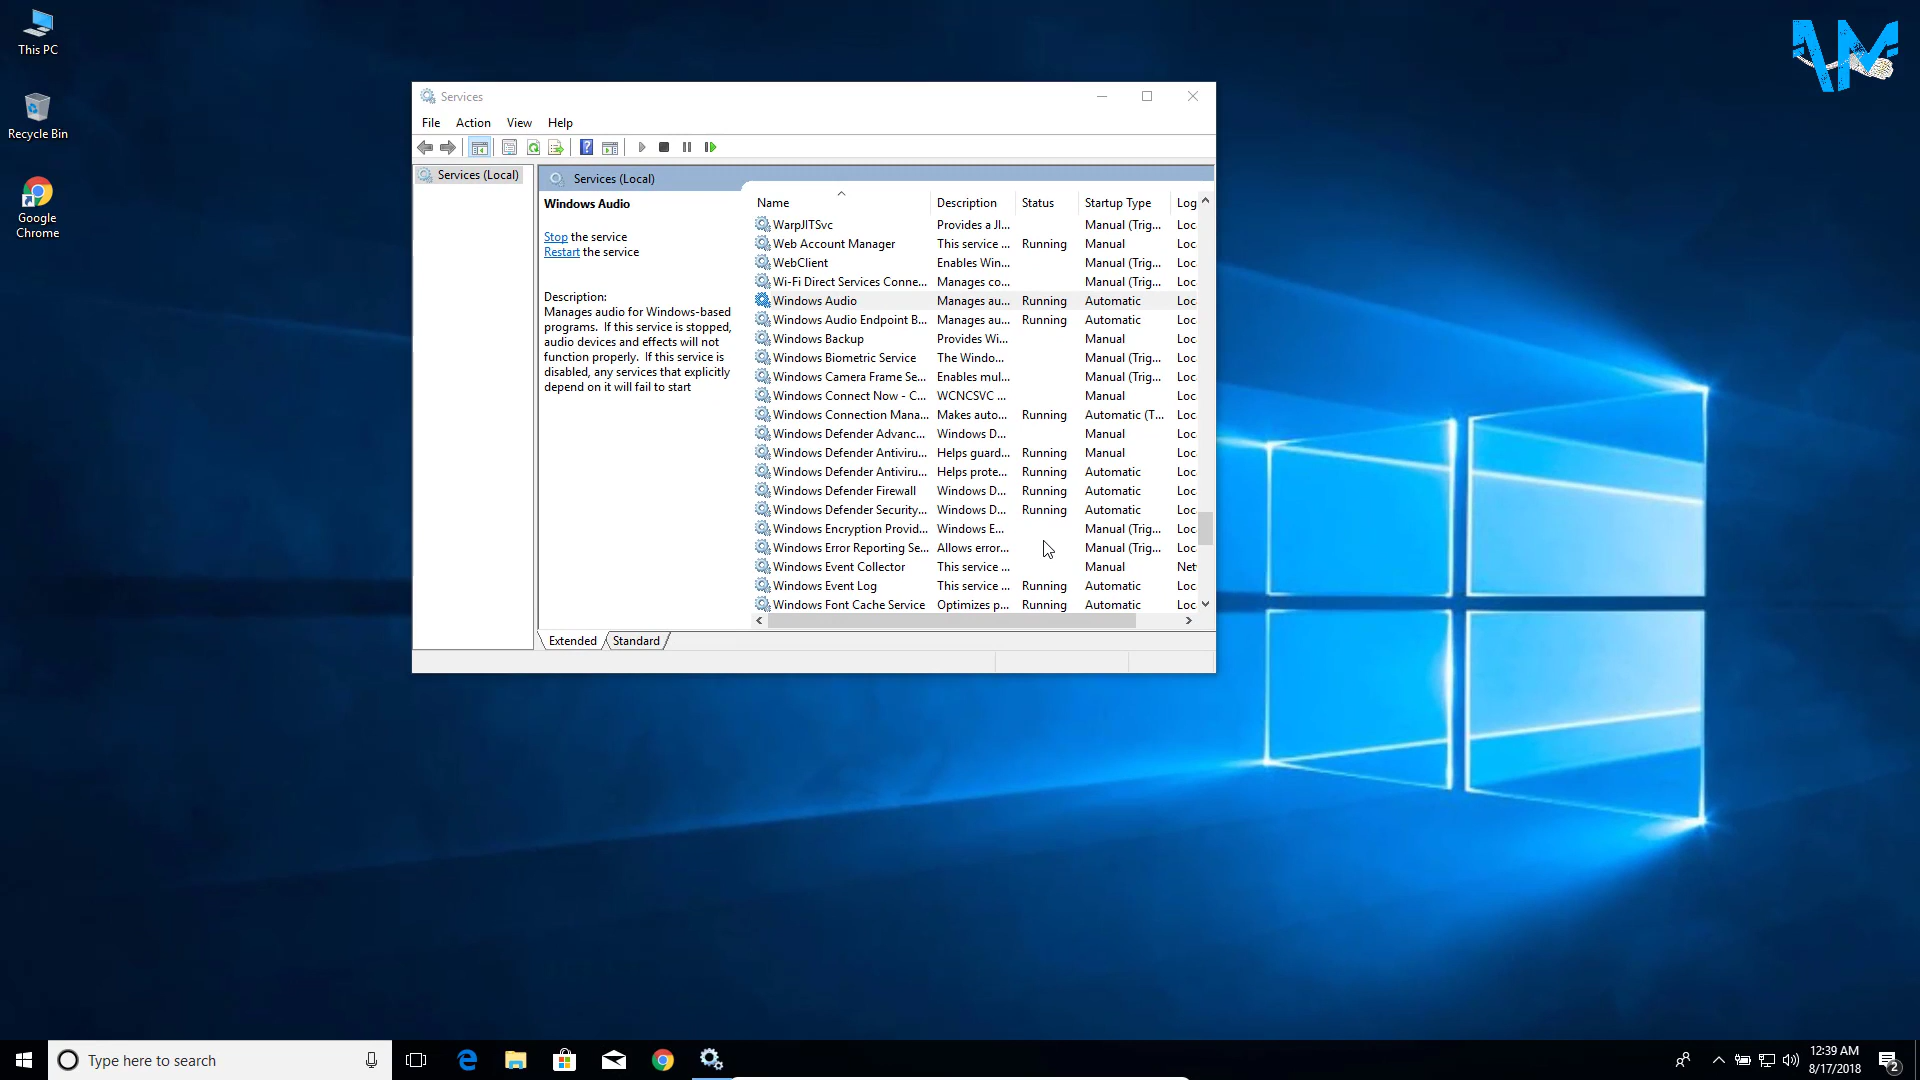 This PC
Recycle Bin
Google
Chrome
Services
File Action View Help
Services (Local)
Services (Local)
Windows Audio
Stop the service
Restart the service
Description:
Manages audio for Windows-based
programs. If this service is stopped,
audio devices and effects will not
function properly. If this service is
disabled, any services that explicitly
depend on it will fail to start
Name Description Status Startup Type Log
WarpJITSvc Provides a JI... Manual (Trig... Loc
Web Account Manager This service ... Running Manual Loc
WebClient Enables Win... Manual (Trig... Loc
Wi-Fi Direct Services Conne... Manages co... Manual (Trig... Loc
Windows Audio Manages au... Running Automatic Loc
Windows Audio Endpoint B... Manages au... Running Automatic Loc
Windows Backup Provides Wi... Manual Loc
Windows Biometric Service The Windo... Manual (Trig... Loc
Windows Camera Frame Se... Enables mul... Manual (Trig... Loc
Windows Connect Now - C... WCNCSVC ... Manual Loc
Windows Connection Mana... Makes auto... Running Automatic (T... Loc
Windows Defender Advanc... Windows D... Manual Loc
Windows Defender Antiviru... Helps guard... Running Manual Loc
Windows Defender Antiviru... Helps prote... Running Automatic Loc
Windows Defender Firewall Windows D... Running Automatic Loc
Windows Defender Security... Windows D... Running Automatic Loc
Windows Encryption Provid... Windows E... Manual (Trig... Loc
Windows Error Reporting Se... Allows error... Manual (Trig... Loc
Windows Event Collector This service ... Manual Net
Windows Event Log This service ... Running Automatic Loc
Windows Font Cache Service Optimizes p... Running Automatic Loc
Extended Standard
Type here to search
12:39 AM
8/17/2018
2